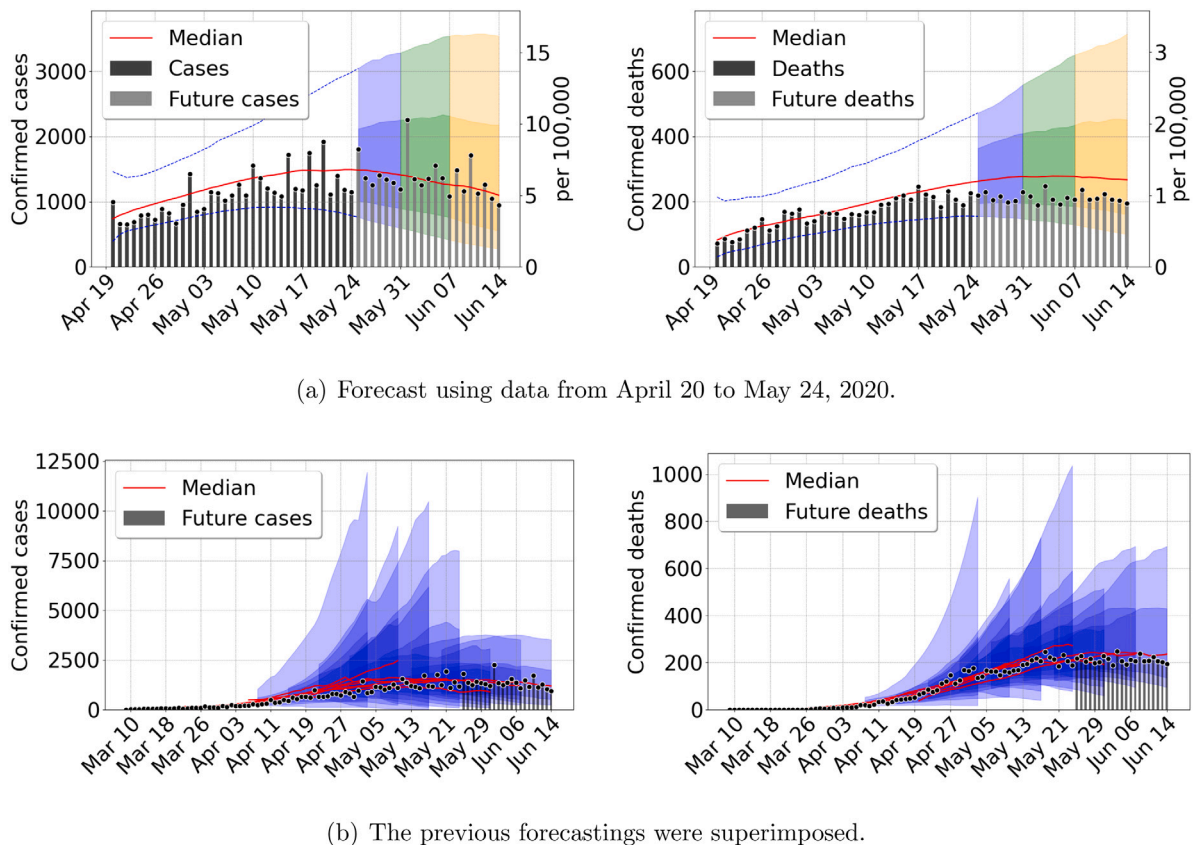 Confirmed cases
3000
2000
1000
0
Median
Cases
Future cases
15
10
5
0
per 100,000
Apr 19
Apr 26
May 03
May 10
May 17
May 24
May 31
Jun 07
Jun 14
Confirmed deaths
600
400
200
0
Median
Deaths
Future deaths
3
2
1
0
per 100,000
Apr 19
Apr 26
May 03
May 10
May 17
May 24
May 31
Jun 07
Jun 14
(a) Forecast using data from April 20 to May 24, 2020.
Confirmed cases
12500
10000
7500
5000
2500
0
Median
Future cases
Mar 10
Mar 18
Mar 26
Apr 03
Apr 11
Apr 19
Apr 27
May 05
May 13
May 21
May 29
Jun 06
Jun 14
Confirmed deaths
1000
800
600
400
200
0
Median
Future deaths
Mar 10
Mar 18
Mar 26
Apr 03
Apr 11
Apr 19
Apr 27
May 05
May 13
May 21
May 29
Jun 06
Jun 14
(b) The previous forecastings were superimposed.